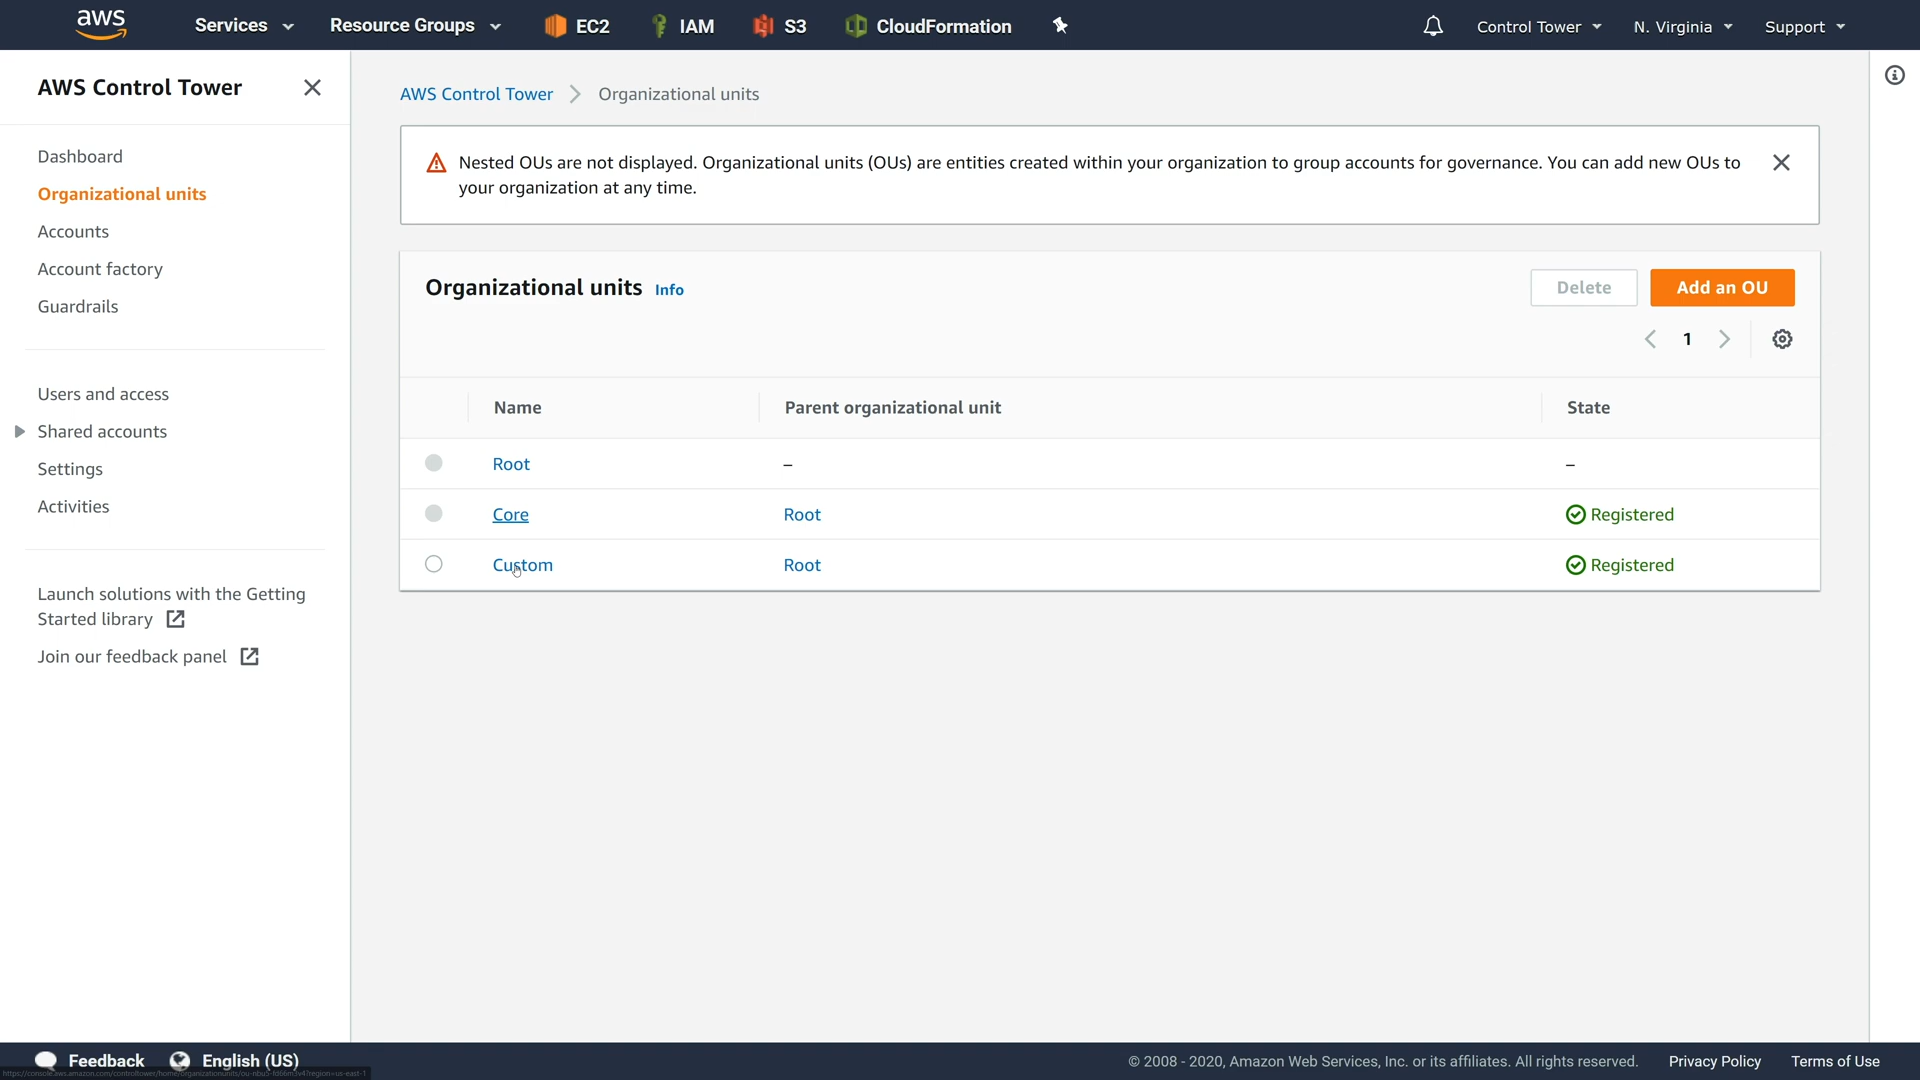 aws
Services
Resource Groups
EC2
IAM
S3
CloudFormation
Control Tower
N. Virginia
Support
AWS Control Tower
Dashboard
Organizational units
Accounts
Account factory
Guardrails
Users and access
Shared accounts
Settings
Activities
Launch solutions with the Getting
Started library
Join our feedback panel
AWS Control Tower > Organizational units
Nested OUs are not displayed. Organizational units (OUs) are entities created within your organization to group accounts for governance. You can add new OUs to
your organization at any time.
Organizational units Info
Delete
Add an OU
1
Name
Parent organizational unit
State
Root
–
–
Core
Root
Registered
Custom
Root
Registered
Feedback
English (US)
© 2008 - 2020, Amazon Web Services, Inc. or its affiliates. All rights reserved.
Privacy Policy
Terms of Use